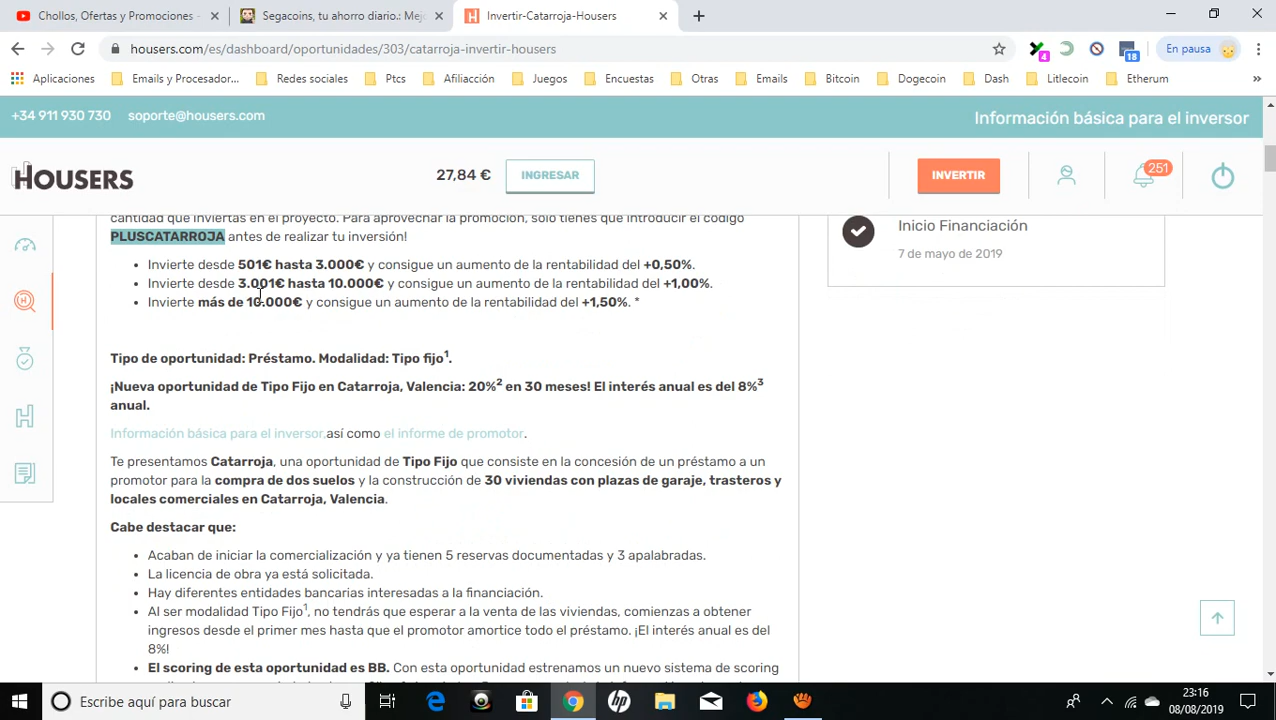 Chollos, Ofertas y Promociones -
Segacoins, tu ahorro diario.: Mejo
Invertir-Catarroja-Housers
housers.com/es/dashboard/oportunidades/303/catarroja-invertir-housers
4
18
En pausa
Aplicaciones
Emails y Procesador...
Redes sociales
Ptcs
Afiliacción
Juegos
Encuestas
Otras
Emails
Bitcoin
Dogecoin
Dash
Litlecoin
Etherum
»
+34 911 930 730
soporte@housers.com
Información básica para el inversor
HOUSERS
27,84 €
INGRESAR
INVERTIR
251
cantidad que inviertas en el proyecto. Para aprovechar la promoción, solo tienes que introducir el código
PLUSCATARROJA antes de realizar tu inversión!
• Invierte desde 501€ hasta 3.000€ y consigue un aumento de la rentabilidad del +0,50%.
• Invierte desde 3.001€ hasta 10.000€ y consigue un aumento de la rentabilidad del +1,00%.
• Invierte más de 10.000€ y consigue un aumento de la rentabilidad del +1,50%. *
Inicio Financiación
7 de mayo de 2019
Tipo de oportunidad: Préstamo. Modalidad: Tipo fijo¹.
¡Nueva oportunidad de Tipo Fijo en Catarroja, Valencia: 20%² en 30 meses! El interés anual es del 8%³
anual.
Información básica para el inversor,así como el informe de promotor.
Te presentamos Catarroja, una oportunidad de Tipo Fijo que consiste en la concesión de un préstamo a un
promotor para la compra de dos suelos y la construcción de 30 viviendas con plazas de garaje, trasteros y
locales comerciales en Catarroja, Valencia.
Cabe destacar que:
• Acaban de iniciar la comercialización y ya tienen 5 reservas documentadas y 3 apalabradas.
• La licencia de obra ya está solicitada.
• Hay diferentes entidades bancarias interesadas a la financiación.
• Al ser modalidad Tipo Fijo¹, no tendrás que esperar a la venta de las viviendas, comienzas a obtener
ingresos desde el primer mes hasta que el promotor amortice todo el préstamo. ¡El interés anual es del
8%!
• El scoring de esta oportunidad es BB. Con esta oportunidad estrenamos un nuevo sistema de scoring
Escribe aquí para buscar
23:16
08/08/2019